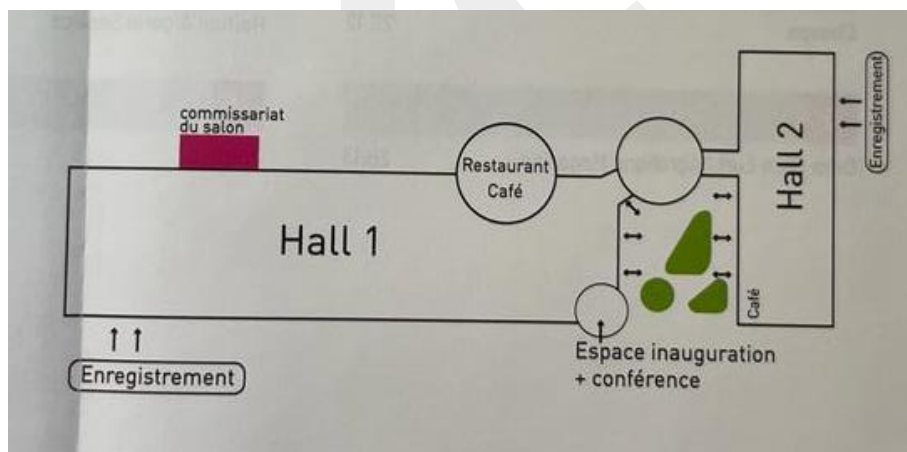 commissariat
du salon
Restaurant
Café
Hall 1
Hall 2
Enregistrement
Café
Enregistrement
Espace inauguration
+ conférence